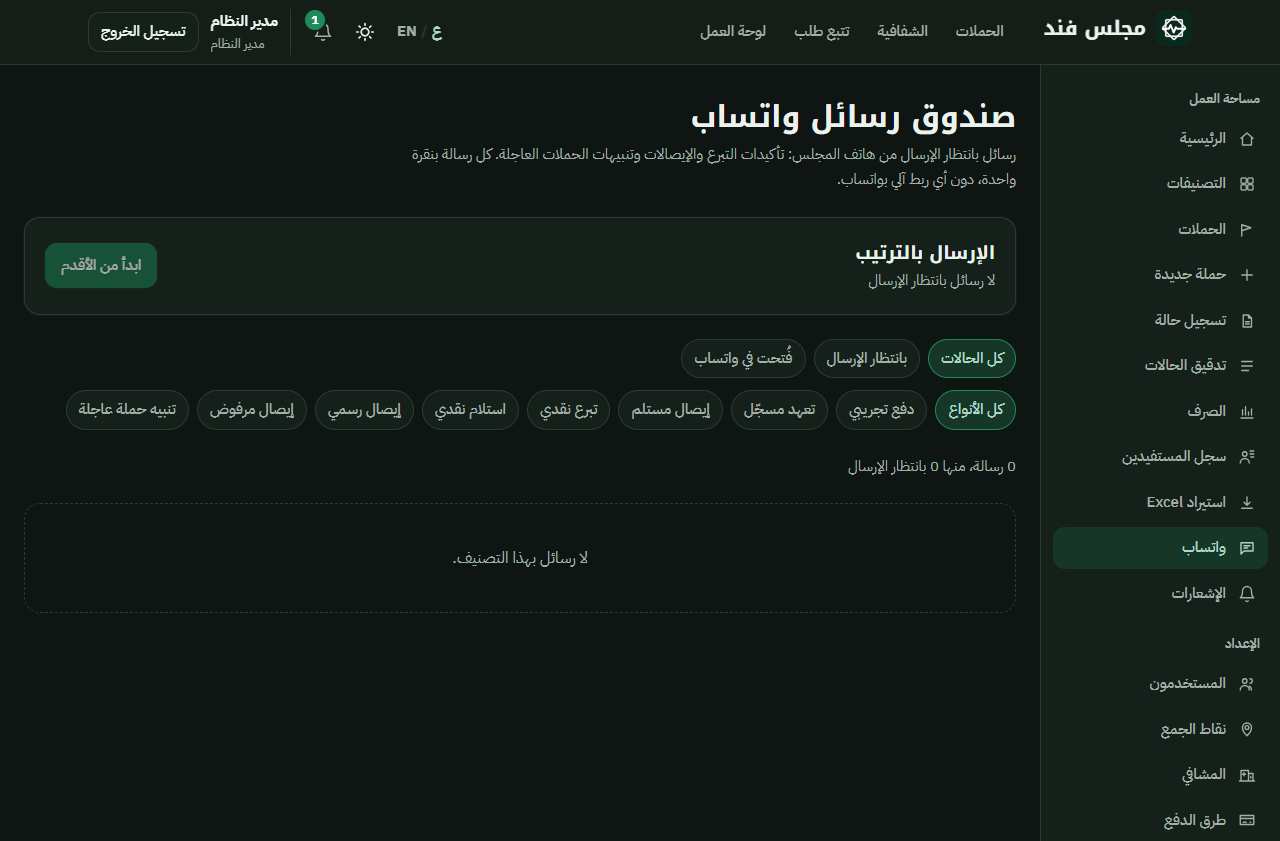 مجلس فند
الحملات
الشفافية
تتبع طلب
لوحة العمل
ع / EN
1
مدير النظام
مدير النظام
تسجيل الخروج
مساحة العمل
الرئيسية
التصنيفات
الحملات
حملة جديدة
تسجيل حالة
تدقيق الحالات
الصرف
سجل المستفيدين
استيراد Excel
واتساب
الإشعارات
الإعداد
المستخدمون
نقاط الجمع
المشافي
طرق الدفع
صندوق رسائل واتساب
رسائل بانتظار الإرسال من هاتف المجلس: تأكيدات التبرع والإيصالات وتنبيهات الحملات العاجلة. كل رسالة بنقرة
واحدة، دون أي ربط آلي بواتساب.
الإرسال بالترتيب
لا رسائل بانتظار الإرسال
ابدأ من الأقدم
كل الحالات
بانتظار الإرسال
فُتحت في واتساب
كل الأنواع
دفع تجريبي
تعهد مسجّل
إيصال مستلم
تبرع نقدي
استلام نقدي
إيصال رسمي
إيصال مرفوض
تنبيه حملة عاجلة
0 رسالة، منها 0 بانتظار الإرسال
لا رسائل بهذا التصنيف.